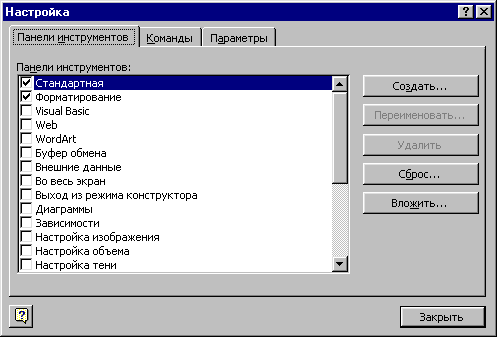 Настройка
Панели инструментов Команды Параметры
Панели инструментов:
Стандартная
Форматирование
Visual Basic
Web
WordArt
Буфер обмена
Внешние данные
Во весь экран
Выход из режима конструктора
Диаграммы
Зависимости
Настройка изображения
Настройка объема
Настройка тени
Создать...
Переименовать...
Удалить
Сброс...
Вложить...
Закрыть